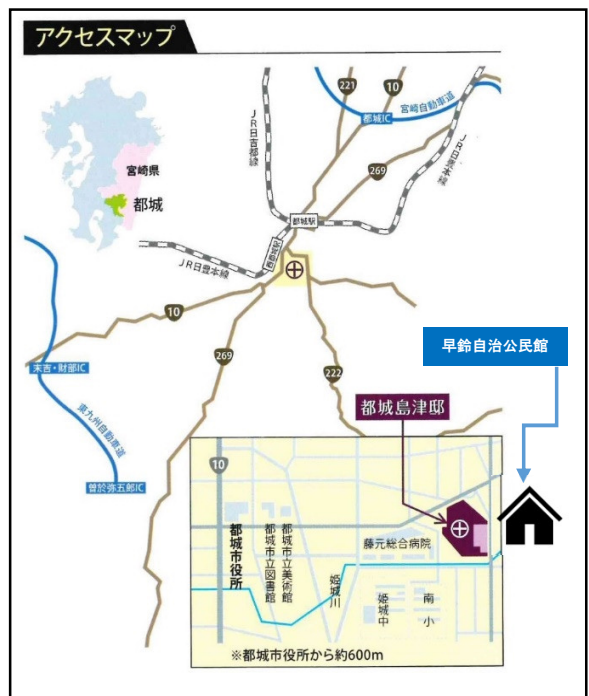 アクセスマップ
221
10
宮崎自動車道
都城IC
JR日吉都線
JR日豊本線
269
宮崎県
都城
都城駅
西都城駅
JR日豊本線
10
269
222
早鈴自治公民館
末吉・財部IC
都城島津邸
東九州自動車道
曽於弥五郎IC
10
都城市役所
都城市立図書館
都城市立美術館
藤元総合病院
姫城川
姫城中
南小
※都城市役所から約600m